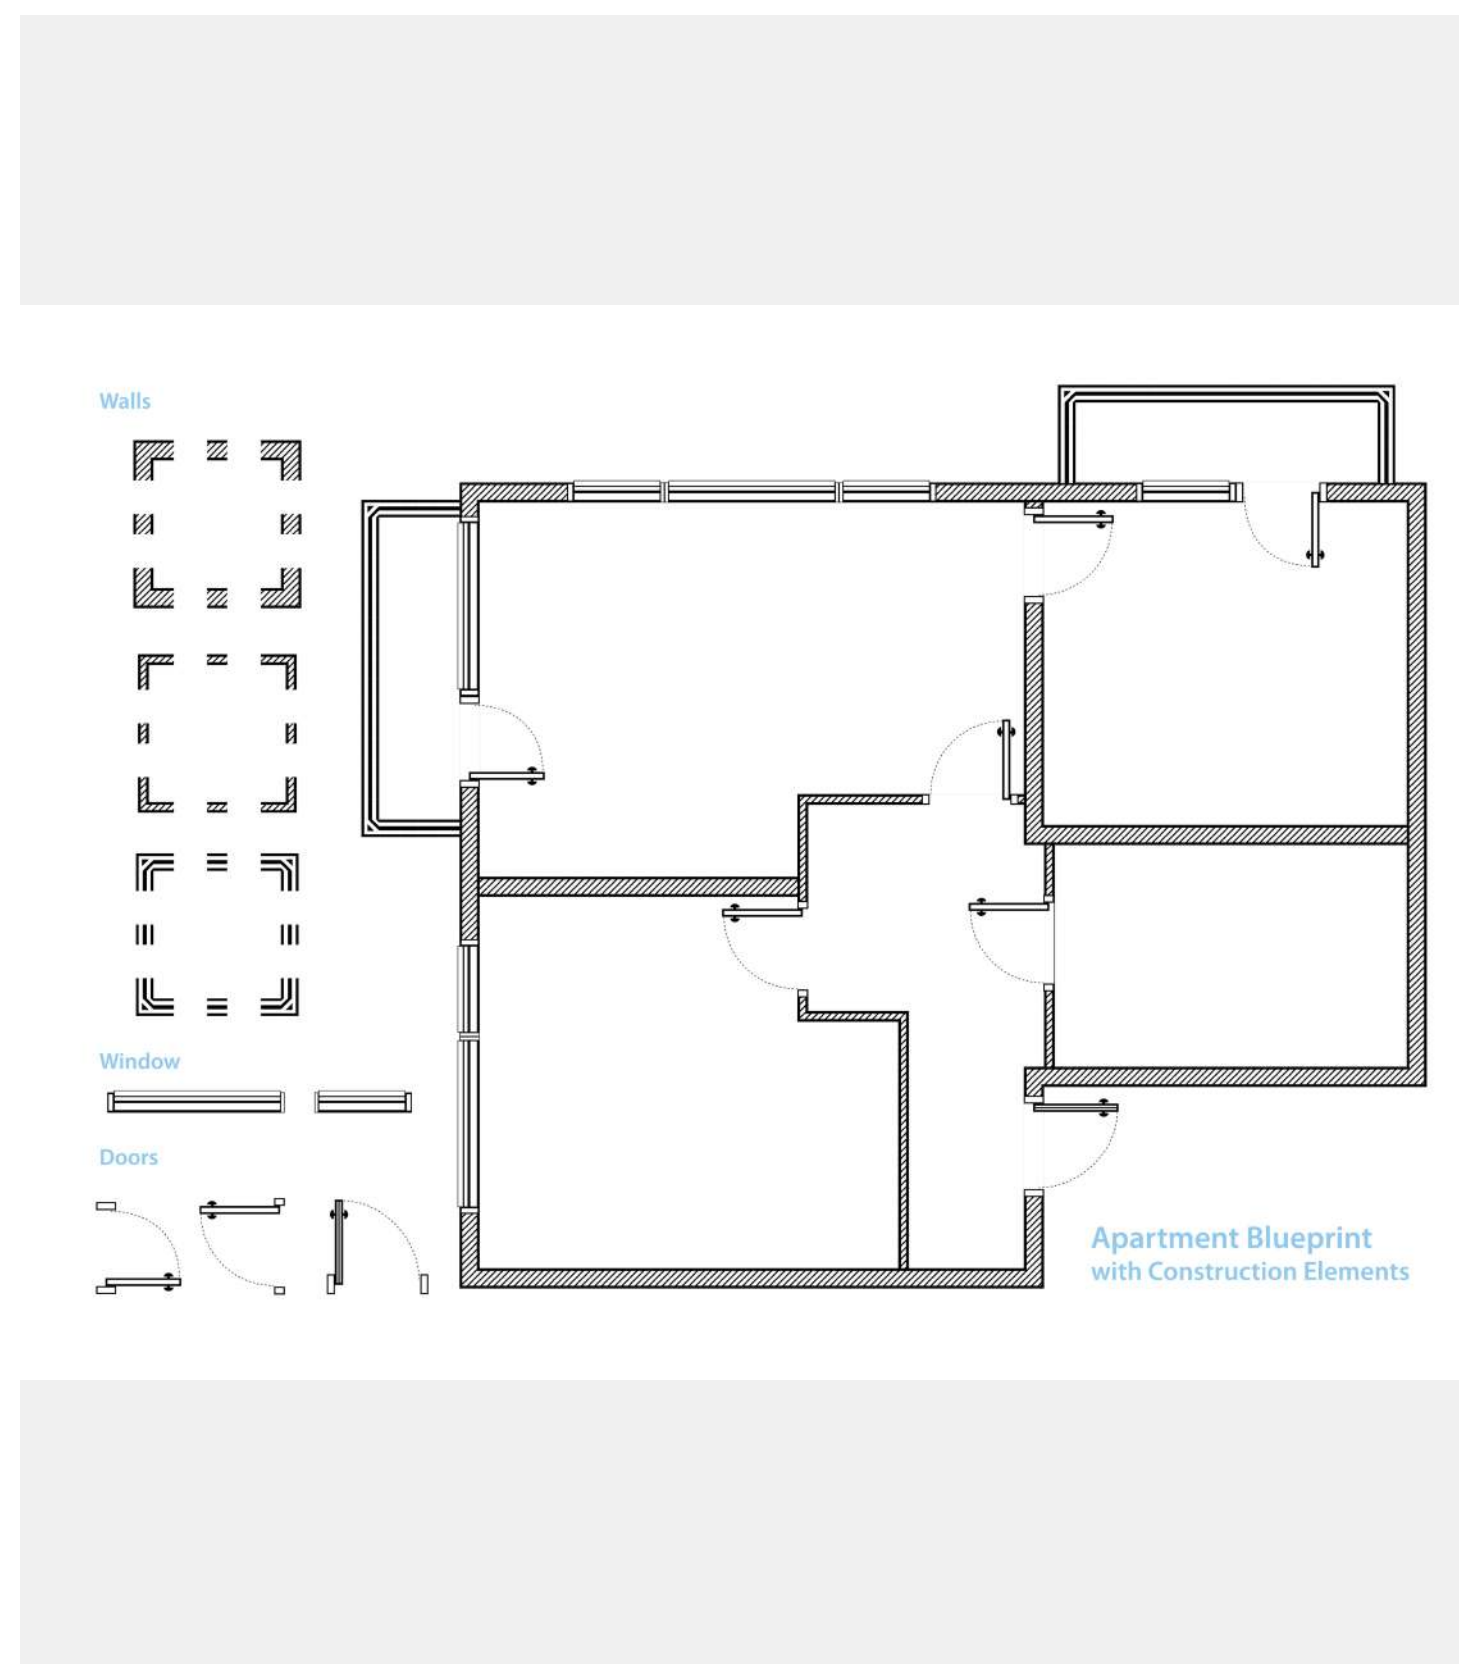 Walls
Window
Doors
Apartment Blueprint
with Construction Elements